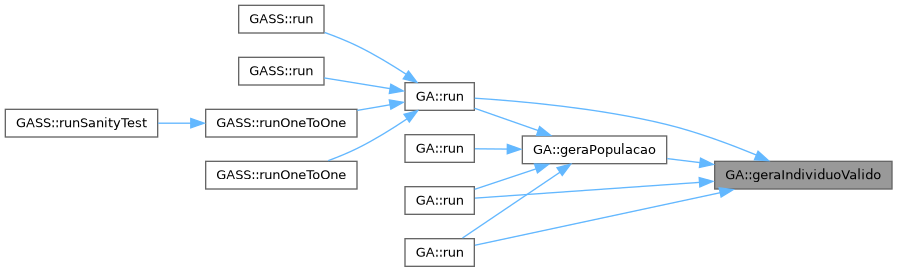 GASS::run
GASS::run
GA::run
GASS::runSanityTest
GASS::runOneToOne
GA::run
GA::geraPopulacao
GASS::runOneToOne
GA::geraIndividuoValido
GA::run
GA::run